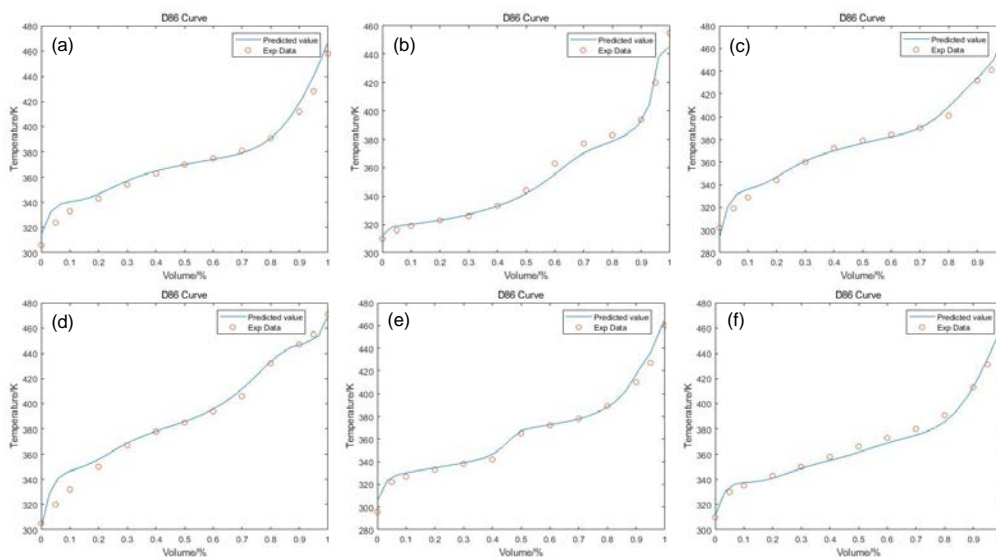 D86 Curve
D86 Curve
D86 Curve
480
460
440
420
400
380
360
340
320
300
(a)
Predicted value
Exp Data
Temperature/K
0 0.1 0.2 0.3 0.4 0.5 0.6 0.7 0.8 0.9 1
Volume/%
460
440
420
400
380
360
340
320
300
(b)
Predicted value
Exp Data
Temperature/K
0 0.1 0.2 0.3 0.4 0.5 0.6 0.7 0.8 0.9 1
Volume/%
480
460
440
420
400
380
360
340
320
300
280
(c)
Predicted value
Exp Data
Temperature/K
0 0.1 0.2 0.3 0.4 0.5 0.6 0.7 0.8 0.9
Volume/%
D86 Curve
D86 Curve
D86 Curve
480
460
440
420
400
380
360
340
320
300
(d)
Predicted value
Exp Data
Temperature/K
0 0.1 0.2 0.3 0.4 0.5 0.6 0.7 0.8 0.9 1
Volume/%
480
460
440
420
400
380
360
340
320
300
280
(e)
Predicted value
Exp Data
Temperature/K
0 0.1 0.2 0.3 0.4 0.5 0.6 0.7 0.8 0.9 1
Volume/%
480
460
440
420
400
380
360
340
320
300
(f)
Predicted value
Exp Data
Temperature/K
0 0.1 0.2 0.3 0.4 0.5 0.6 0.7 0.8 0.9
Volume/%